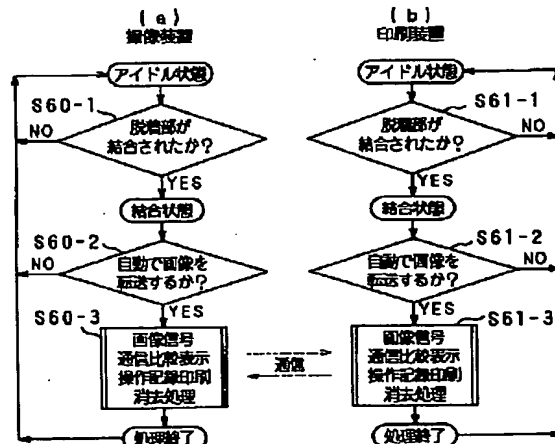 (a)
撮像装置
アイドル状態
S60-1
脱着部が
結合されたか?
NO
YES
結合状態
S60-2
自動で画像を
転送するか?
NO
YES
S60-3
画像信号
通信比較表示
操作記録印刷
消去処理
処理終了
通信
(b)
印刷装置
アイドル状態
S61-1
脱着部が
結合されたか?
NO
YES
結合状態
S61-2
自動で画像を
転送するか?
NO
YES
S61-3
画像信号
通信比較表示
操作記録印刷
消去処理
処理終了